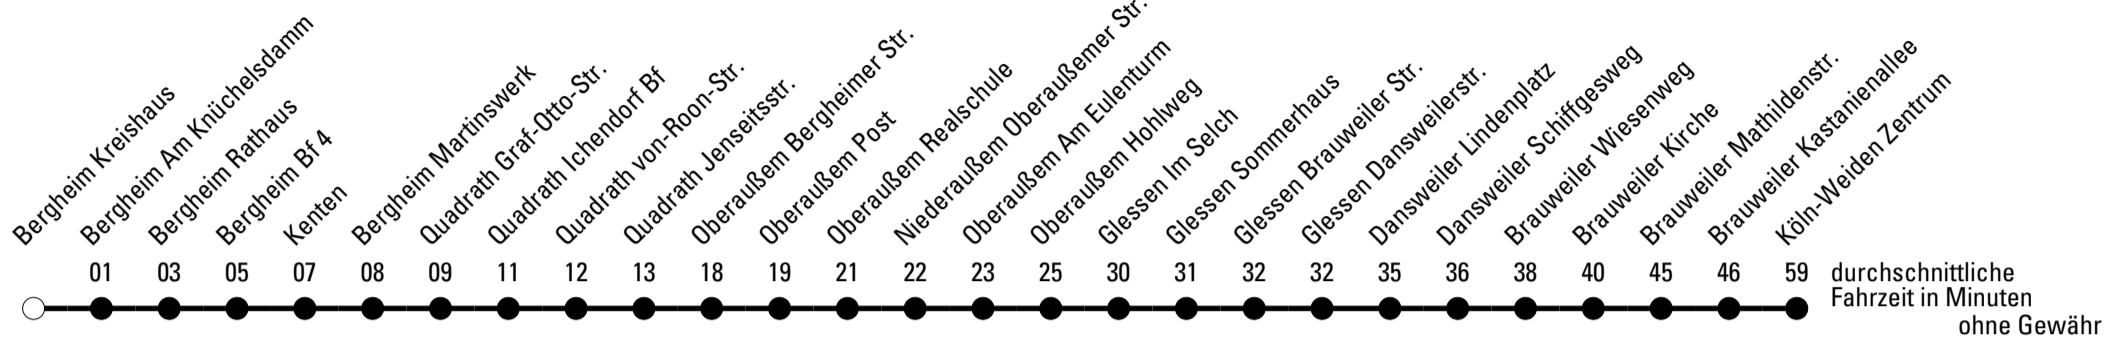 Bergheim Kreishaus
Bergheim Am Knüchelsdamm
Bergheim Rathaus
Bergheim Bf 4
Kenten
Bergheim Martinswerk
Quadrath Graf-Otto-Str.
Quadrath Ichendorf Bf
Quadrath von-Roon-Str.
Quadrath Jenseitsstr.
Oberaußem Bergheimer Str.
Oberaußem Post
Oberaußem Realschule
Niederaußem Oberaußemer Str.
Oberaußem Am Eulenturm
Oberaußem Hohlweg
Glessen Im Selch
Glessen Sommerhaus
Glessen Brauweiler Str.
Glessen Dansweilerstr.
Dansweiler Lindenplatz
Dansweiler Schiffgesweg
Brauweiler Wiesenweg
Brauweiler Kirche
Brauweiler Mathildenstr.
Brauweiler Kastanienallee
Köln-Weiden Zentrum
01 03 05 07 08 09 11 12 13 18 19 21 22 23 25 30 31 32 32 35 36 38 40 45 46 59
durchschnittliche
Fahrzeit in Minuten
ohne Gewähr